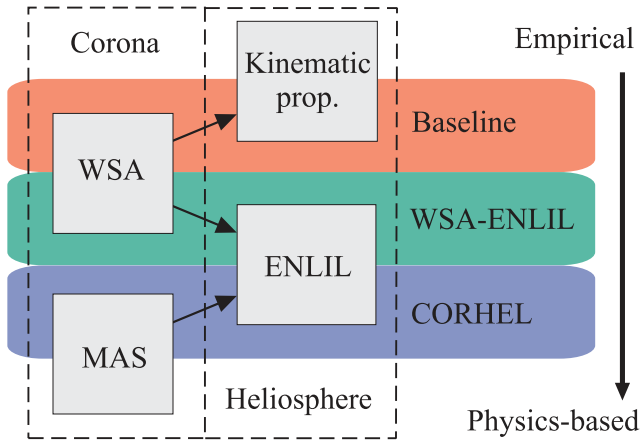 Corona
Empirical
Kinematic
prop.
Baseline
WSA
WSA-ENLIL
ENLIL
CORHEL
MAS
Heliosphere
Physics-based